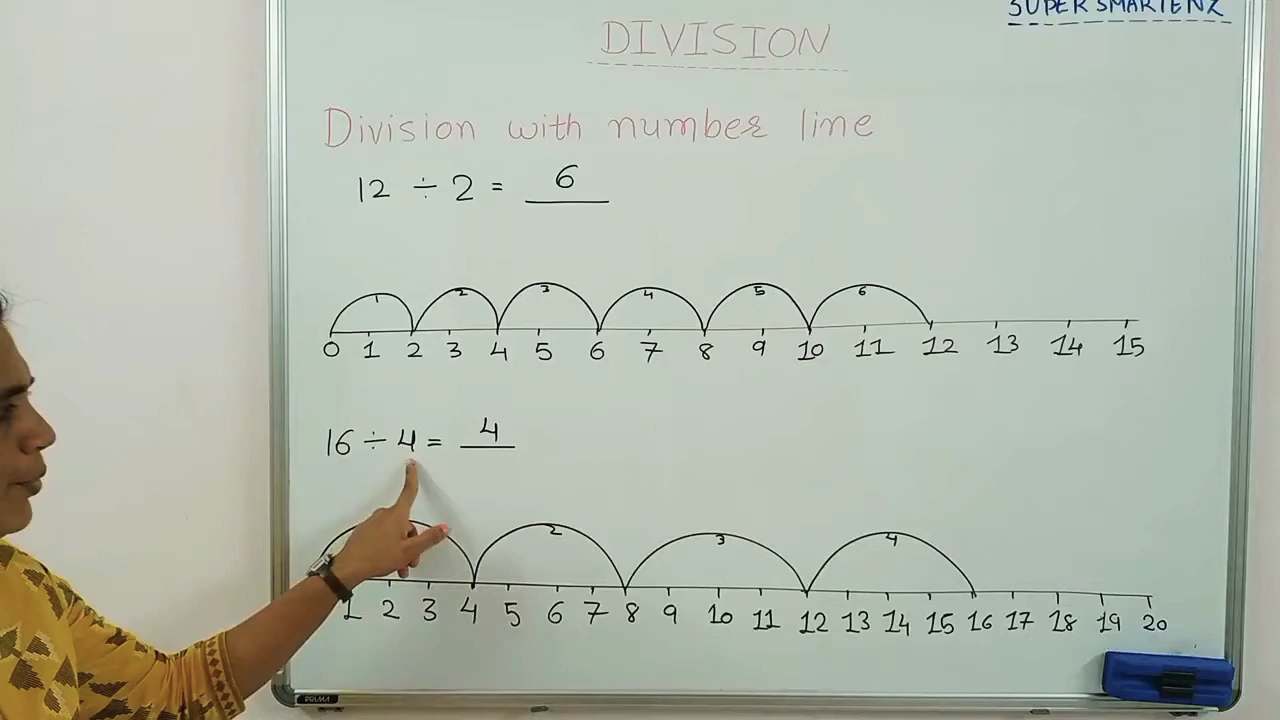 SUPER SMARTENZ
DIVISION
Division with number line
12 ÷ 2 = 6
1 2 3 4 5 6
0 1 2 3 4 5 6 7 8 9 10 11 12 13 14 15
16 ÷ 4 = 4
2 3 4
1 2 3 4 5 6 7 8 9 10 11 12 13 14 15 16 17 18 19 20
PRIMA